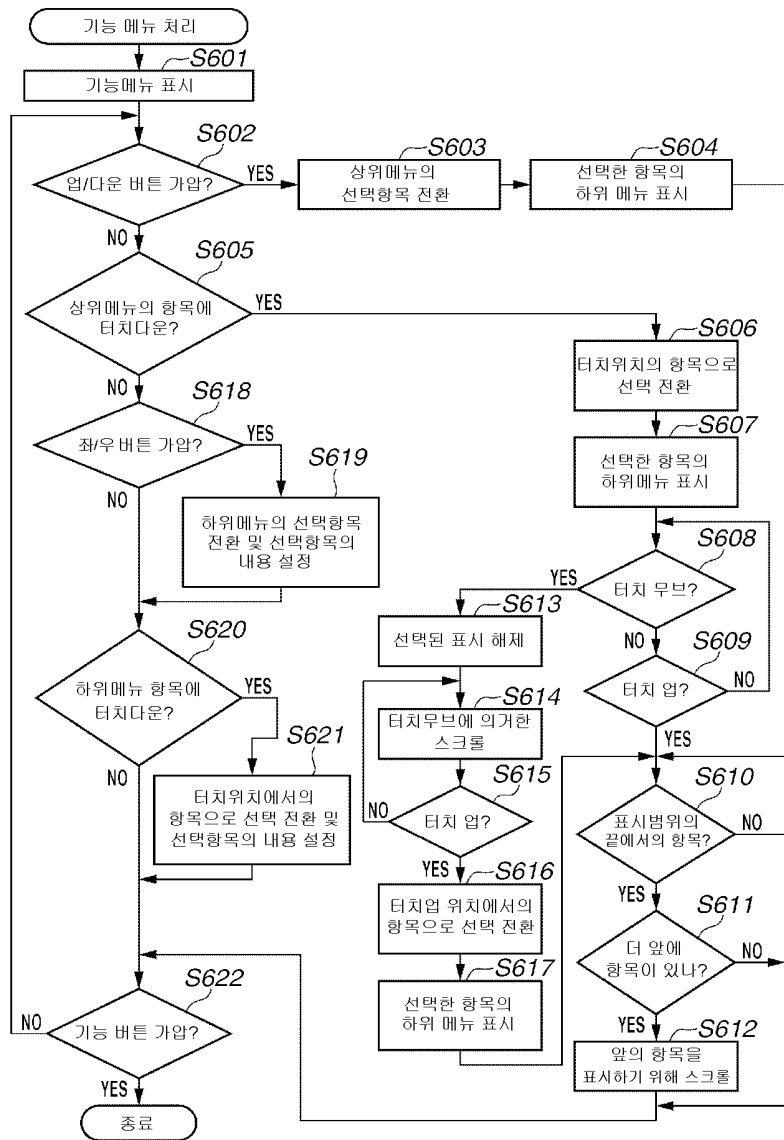 기능 메뉴 처리
S601
기능메뉴 표시
S602
업/다운 버튼 가압?
YES
NO
S603
상위메뉴의
선택항목 전환
S604
선택한 항목의
하위 메뉴 표시
S605
상위메뉴의 항목에
터치다운?
YES
NO
S606
터치위치의 항목으로
선택 전환
S607
선택한 항목의
하위메뉴 표시
S608
터치 무브?
YES
NO
S609
터치 업?
NO
YES
S610
표시범위의
끝에서의 항목?
NO
YES
S611
더 앞에
항목이 있나?
NO
YES
S612
앞의 항목을
표시하기 위해 스크롤
S613
선택된 표시 해제
S614
터치무브에 의거한
스크롤
S615
터치 업?
NO
YES
S616
터치업 위치에서의
항목으로 선택 전환
S617
선택한 항목의
하위 메뉴 표시
S618
좌/우 버튼 가압?
YES
NO
S619
하위메뉴의 선택항목
전환 및 선택항목의
내용 설정
S620
하위메뉴 항목에
터치다운?
YES
NO
S621
터치위치에서의
항목으로 선택 전환 및
선택항목의 내용 설정
S622
기능 버튼 가압?
NO
YES
종료